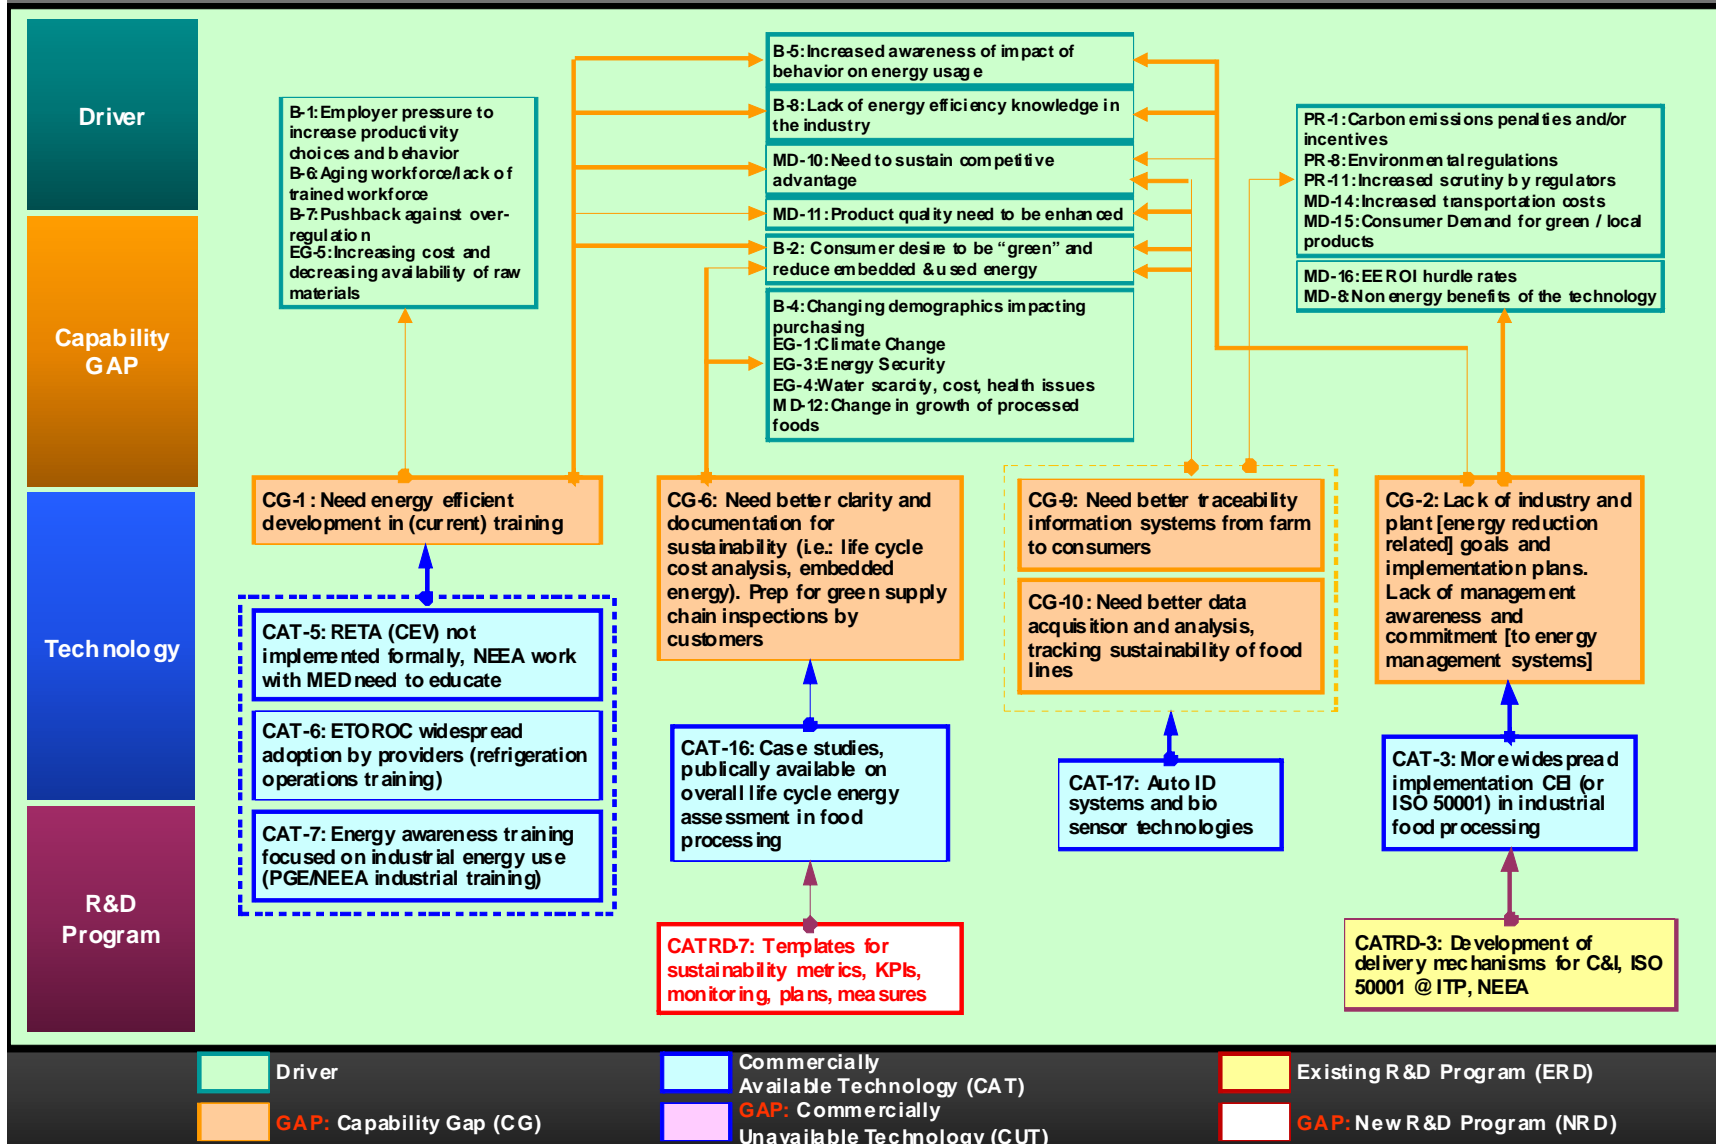 Driver
Capability
GAP
Technology
R&D
Program
B-1:Employer pressure to
increase productivity
choices and behavior
B-6:Aging workforce/lack of
trained workforce
B-7:Pushback against over-
regulation
EG-5:Increasing cost and
decreasing availability of raw
materials
B-5:Increased awareness of impact of
behavior on energy usage
B-8:Lack of energy efficiency knowledge in
the industry
MD-10:Need to sustain competitive
advantage
MD-11:Product quality need to be enhanced
B-2: Consumer desire to be “green” and
reduce embedded & used energy
B-4:Changing demographics impacting
purchasing
EG-1:Climate Change
EG-3:Energy Security
EG-4:Water scarcity, cost, health issues
MD-12:Change in growth of processed
foods
PR-1:Carbon emissions penalties and/or
incentives
PR-8:Environmental regulations
PR-11:Increased scrutiny by regulators
MD-14:Increased transportation costs
MD-15:Consumer Demand for green / local
products
MD-16:EE ROI hurdle rates
MD-8:Non energy benefits of the technology
CG-1: Need energy efficient
development in (current) training
CG-6: Need better clarity and
documentation for
sustainability (i.e.: life cycle
cost analysis, embedded
energy). Prep for green supply
chain inspections by
customers
CG-9: Need better traceability
information systems from farm
to consumers
CG-10: Need better data
acquisition and analysis,
tracking sustainability of food
lines
CG-2: Lack of industry and
plant [energy reduction
related] goals and
implementation plans.
Lack of management
awareness and
commitment [to energy
management systems]
CAT-5: RETA (CEV) not
implemented formally, NEEA work
with MED need to educate
CAT-6: ETOROC widespread
adoption by providers (refrigeration
operations training)
CAT-7: Energy awareness training
focused on industrial energy use
(PGE/NEEA industrial training)
CAT-16: Case studies,
publically available on
overall life cycle energy
assessment in food
processing
CAT-17: Auto ID
systems and bio
sensor technologies
CAT-3: More widespread
implementation CEI (or
ISO 50001) in industrial
food processing
CATRD-7: Templates for
sustainability metrics, KPIs,
monitoring, plans, measures
CATRD-3: Development of
delivery mechanisms for C&I, ISO
50001 @ ITP, NEEA
Driver
GAP: Capability Gap (CG)
Commercially
Available Technology (CAT)
GAP: Commercially
Unavailable Technology (CUT)
Existing R&D Program (ERD)
GAP: New R&D Program (NRD)